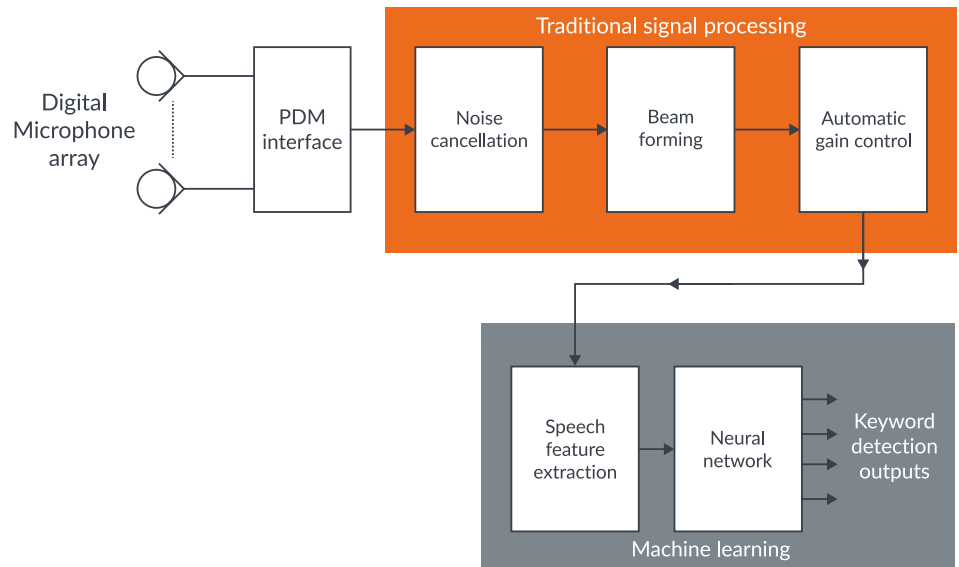 Traditional signal processing
Digital
Microphone
array
PDM
interface
Noise
cancellation
Beam
forming
Automatic
gain control
Speech
feature
extraction
Neural
network
Keyword
detection
outputs
Machine learning